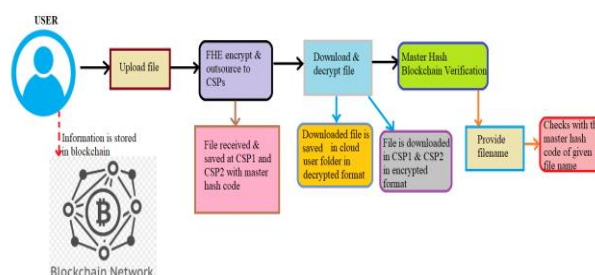 USER
Upload file
FHE encrypt &
outsource to
CSPs
Download &
decrypt file
Master Hash
Blockchain Verification
Information is stored
in blockchain
File received &
saved at CSP1 and
CSP2 with master
hash code
Downloaded file is
saved in cloud
user folder in
decrypted format
File is downloaded
in CSP1 & CSP2
in encrypted
format
Provide
filename
Checks with the
master hash
code of given
file name
Blockchain Network